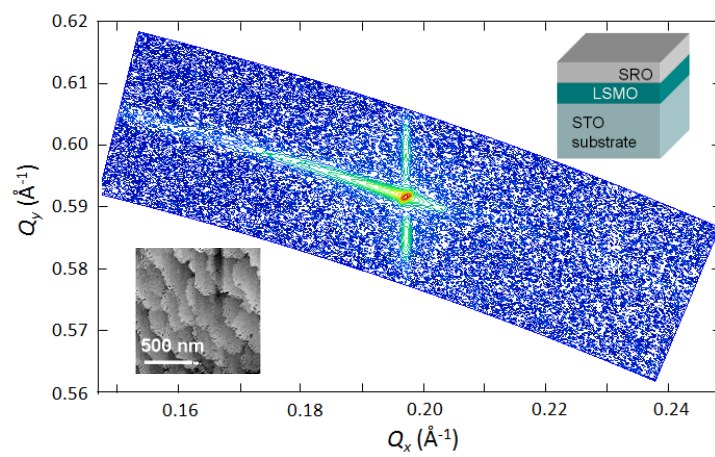 0.62
0.61
0.60
0.59
0.58
0.57
0.56
Qy (Å-1)
SRO
LSMO
STO
substrate
500 nm
0.16
0.18
0.20
0.22
0.24
Qx (Å-1)